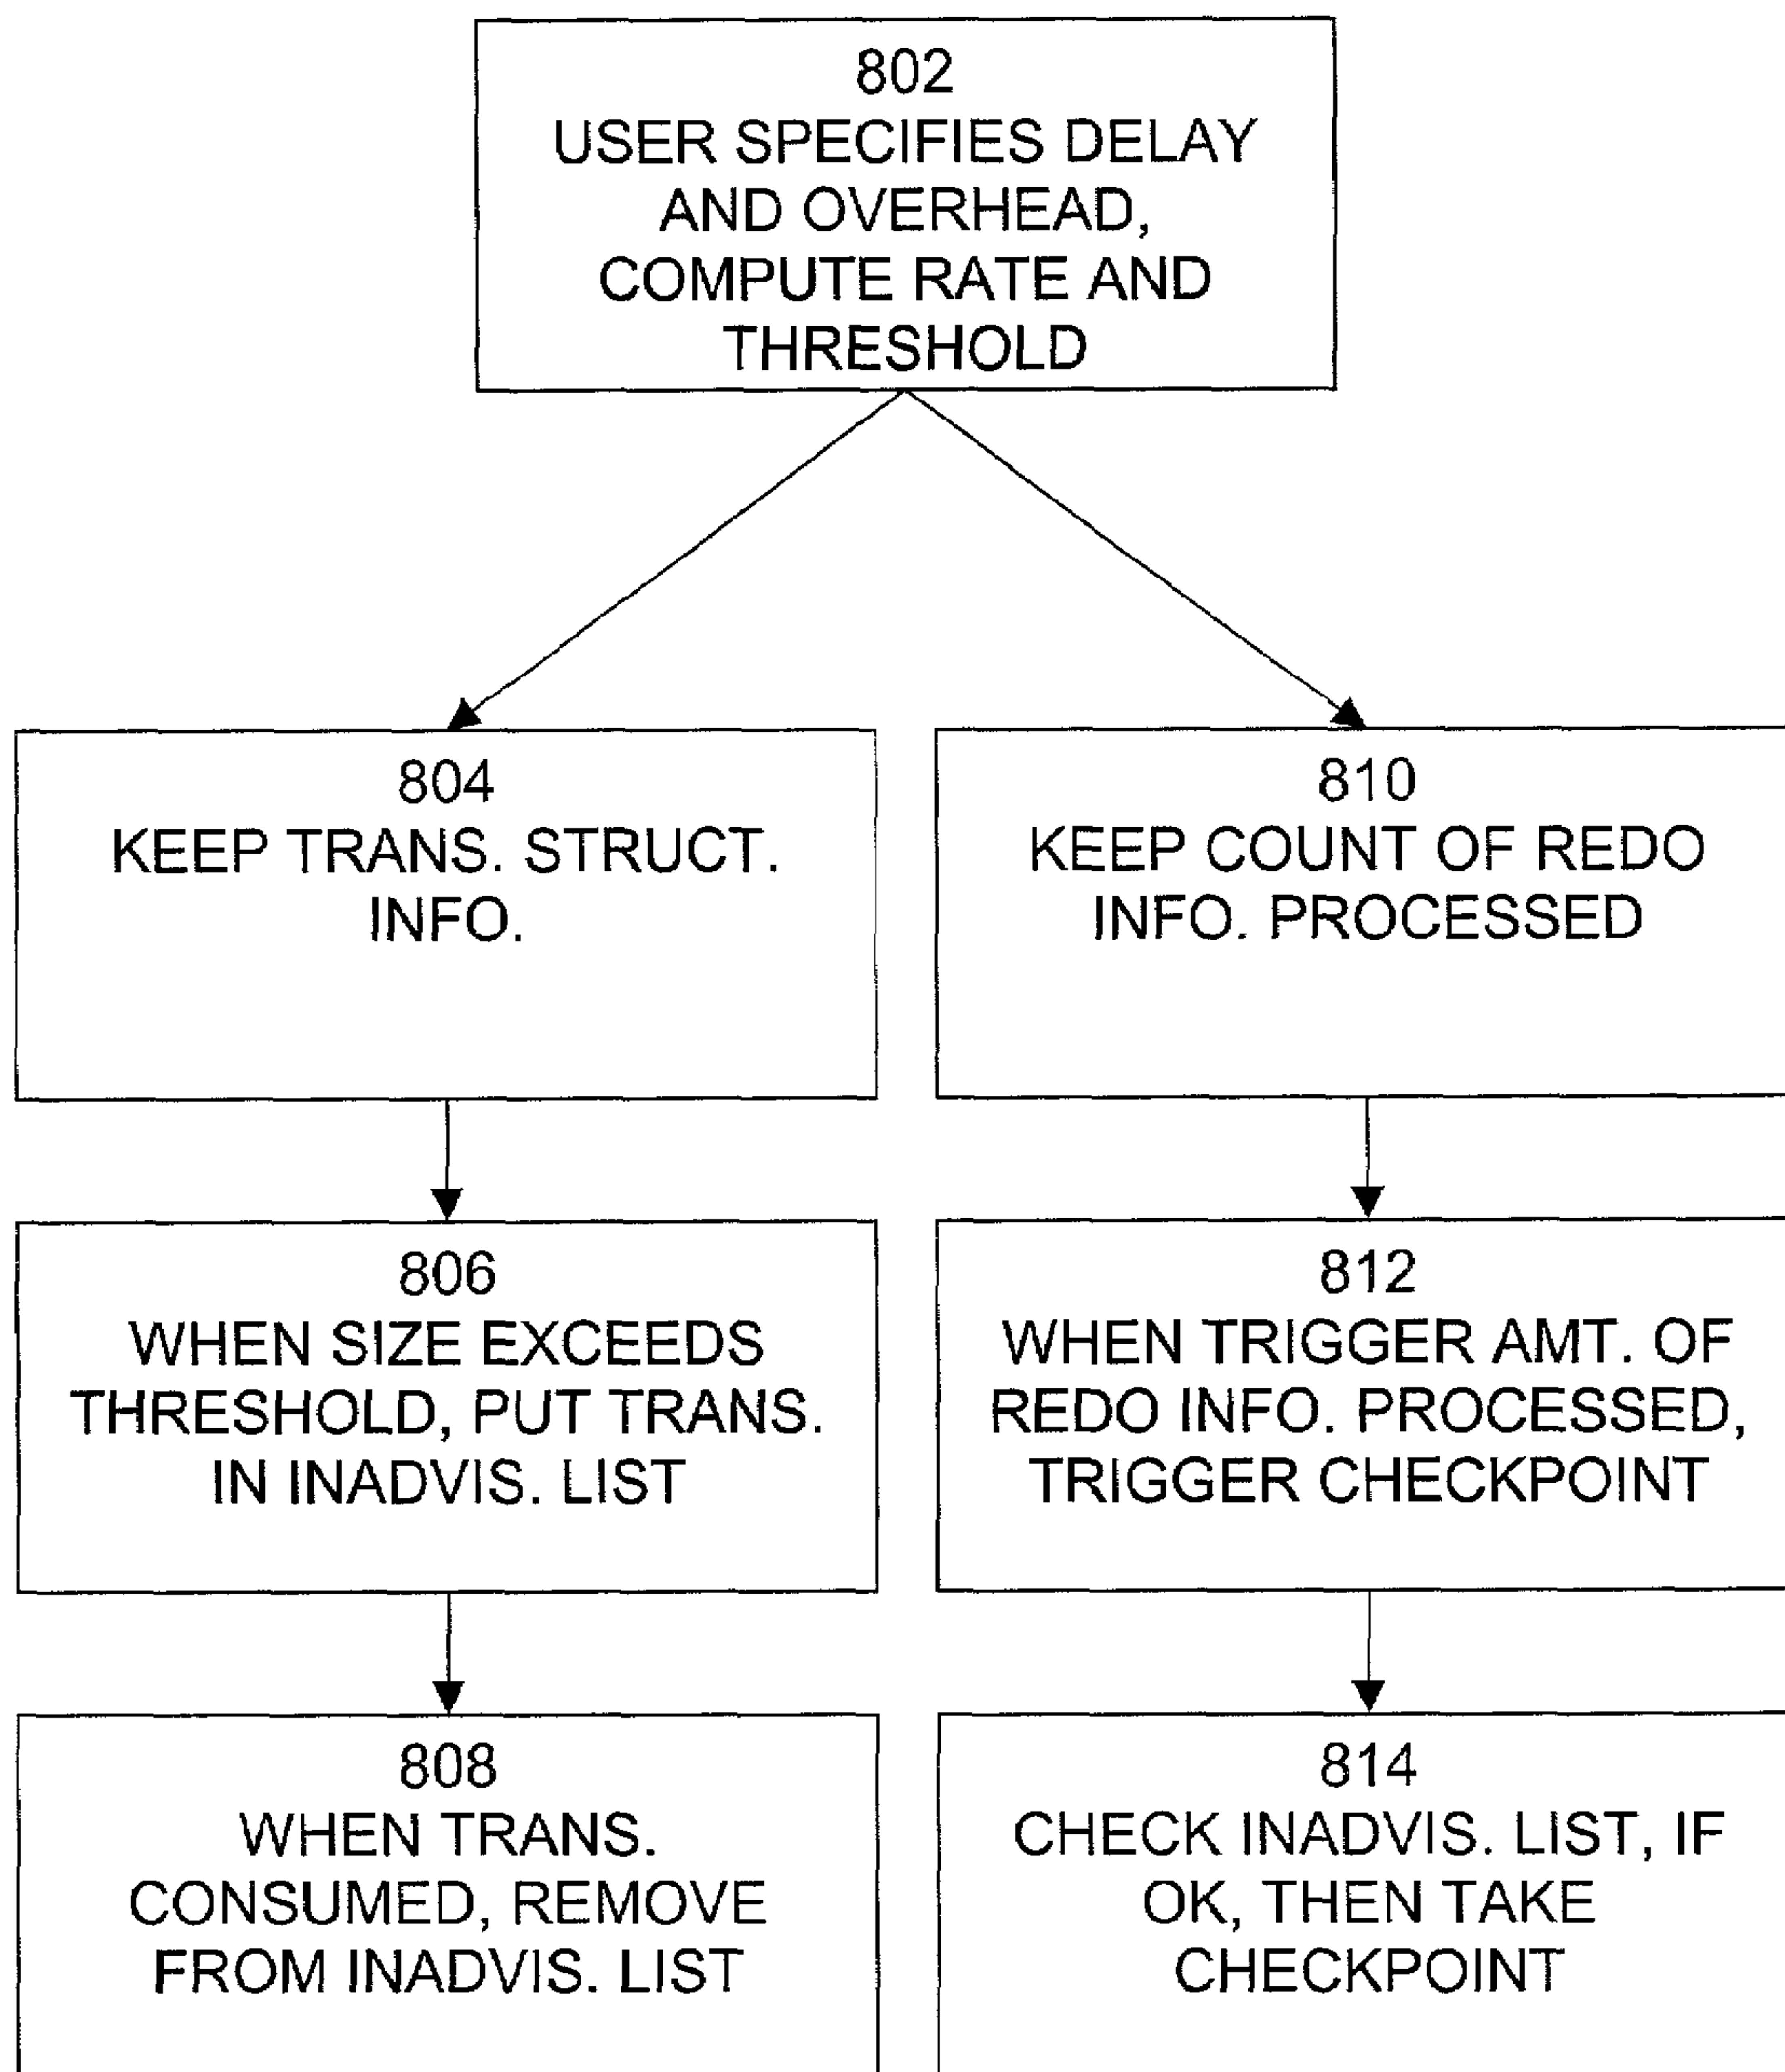 802
USER SPECIFIES DELAY
AND OVERHEAD,
COMPUTE RATE AND
THRESHOLD
804
KEEP TRANS. STRUCT.
INFO.
810
KEEP COUNT OF REDO
INFO. PROCESSED
806
WHEN SIZE EXCEEDS
THRESHOLD, PUT TRANS.
IN INADVIS. LIST
812
WHEN TRIGGER AMT. OF
REDO INFO. PROCESSED,
TRIGGER CHECKPOINT
808
WHEN TRANS.
CONSUMED, REMOVE
FROM INADVIS. LIST
814
CHECK INADVIS. LIST, IF
OK, THEN TAKE
CHECKPOINT